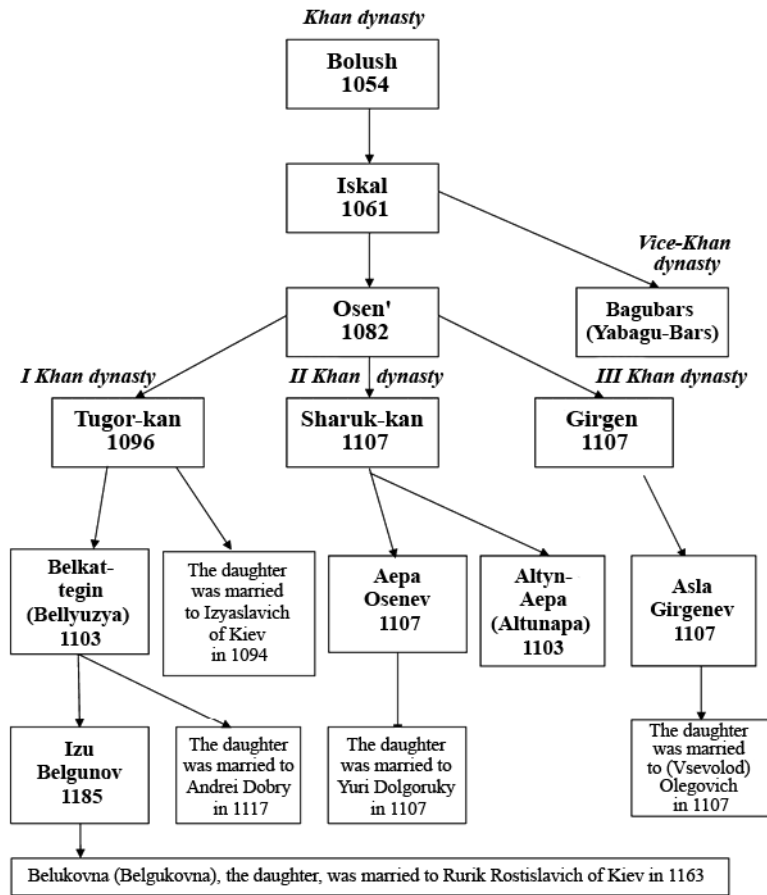 Khan dynasty
Bolush
1054
Iskal
1061
Vice-Khan
dynasty
Osen'
1082
Bagubars
(Yabagu-Bars)
I Khan dynasty
II Khan dynasty
III Khan dynasty
Tugor-kan
1096
Sharuk-kan
1107
Girgen
1107
Belkat-
tegin
(Bellyuzya)
1103
The daughter
was married
to Izyaslavich
of Kiev
in 1094
Aepa
Osenev
1107
Altyn-
Aepa
(Altunapa)
1103
Asla
Girgenev
1107
Izu
Belgunov
1185
The daughter
was married to
Andrei Dobry
in 1117
The daughter
was married to
Yuri Dolgoruky
in 1107
The daughter
was married
to (Vsevolod)
Olegovich
in 1107
Belukovna (Belgukovna), the daughter, was married to Rurik Rostislavich of Kiev in 1163